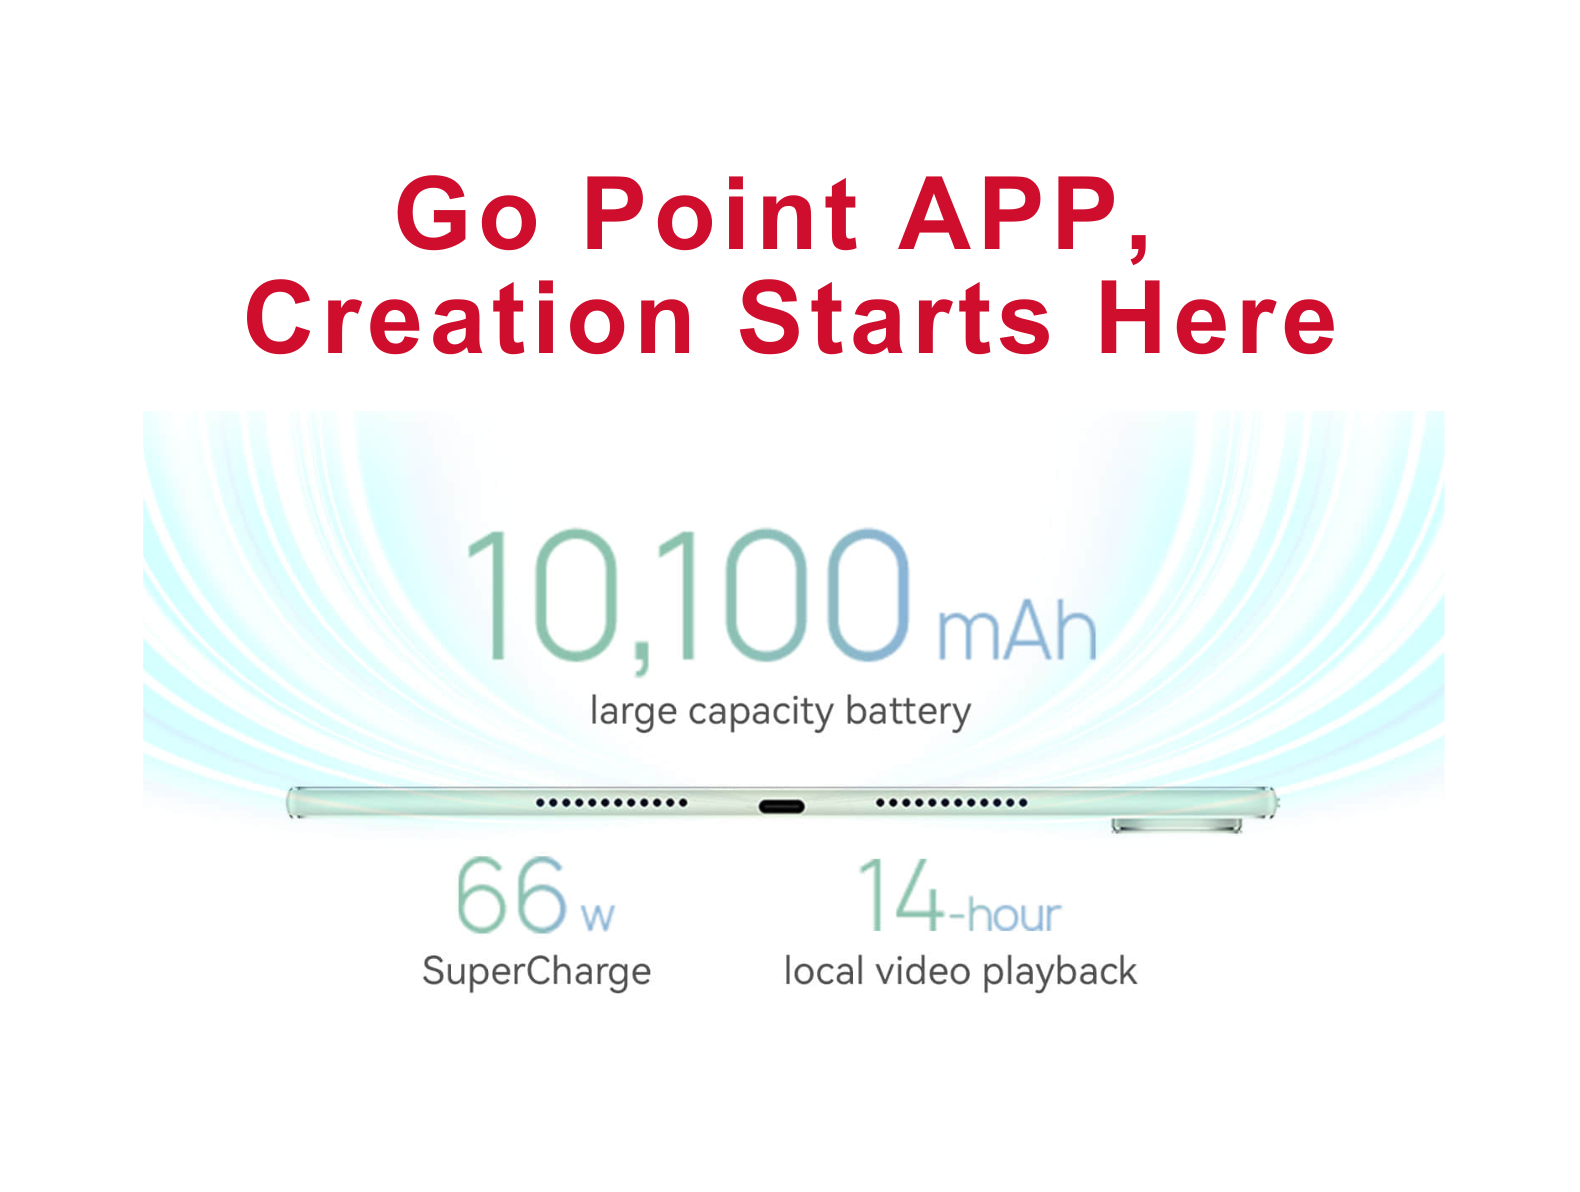 Go Point APP,
Creation Starts Here
10,100 mAh
large capacity battery
66 w
14-hour
SuperCharge
local video playback